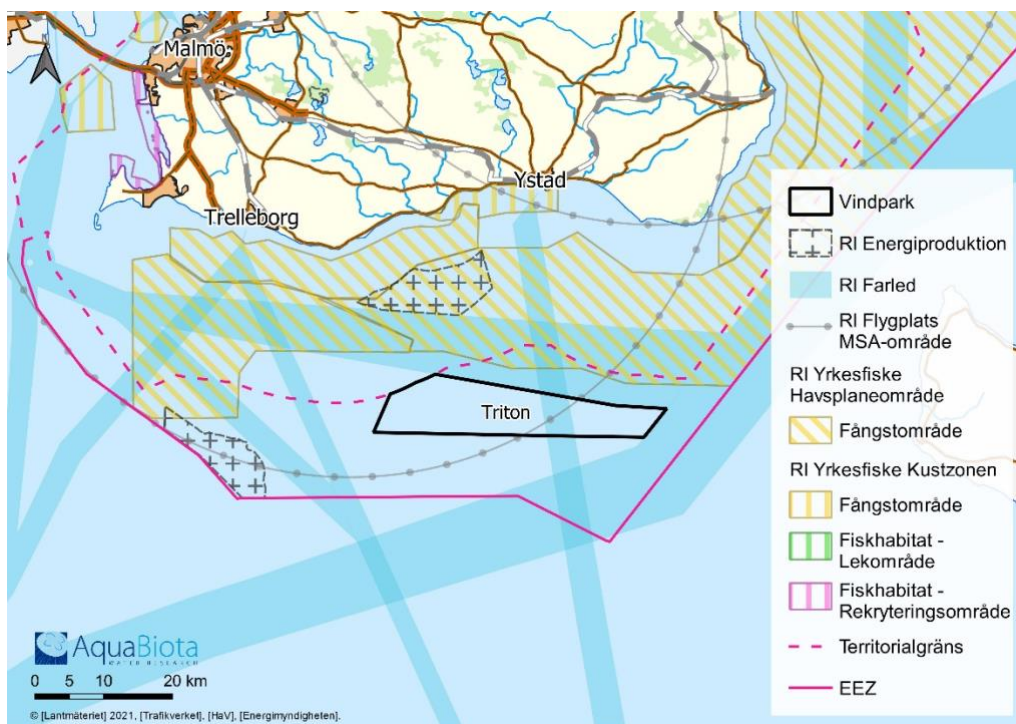 Malmö
Trelleborg
Ystad
Triton
Vindpark
RI Energiproduktion
RI Farled
RI Flygplats
MSA-område
RI Yrkesfiske
Havsplaneområde
Fångstområde
RI Yrkesfiske Kustzonen
Fångstområde
Fiskhabitat -
Lekområde
Fiskhabitat -
Rekryteringsområde
Territorialgräns
EEZ
AquaBiota
WATER RESEARCH
0 5 10 20 km
© [Lantmäteriet] 2021, [Trafikverket], [HaV], [Energimyndigheten].